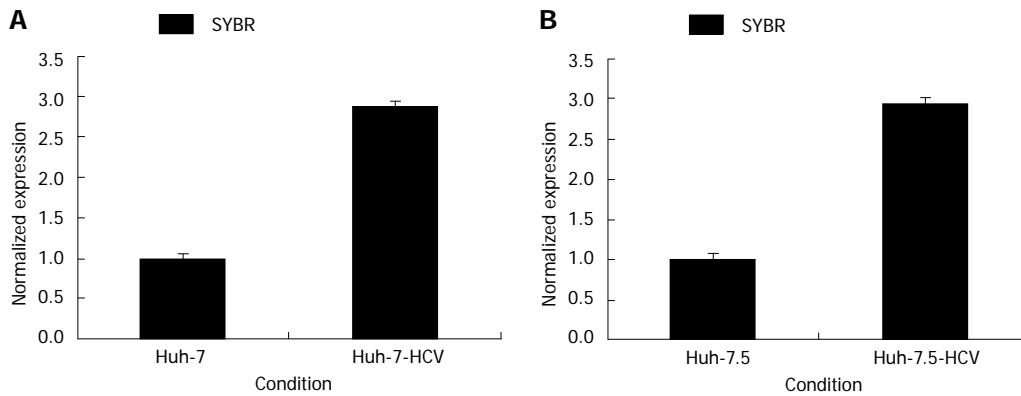 A
SYBR
Normalized expression
3.5
3.0
2.5
2.0
1.5
1.0
0.5
0.0
Huh-7
Huh-7-HCV
Condition
B
SYBR
Normalized expression
3.5
3.0
2.5
2.0
1.5
1.0
0.5
0.0
Huh-7.5
Huh-7.5-HCV
Condition